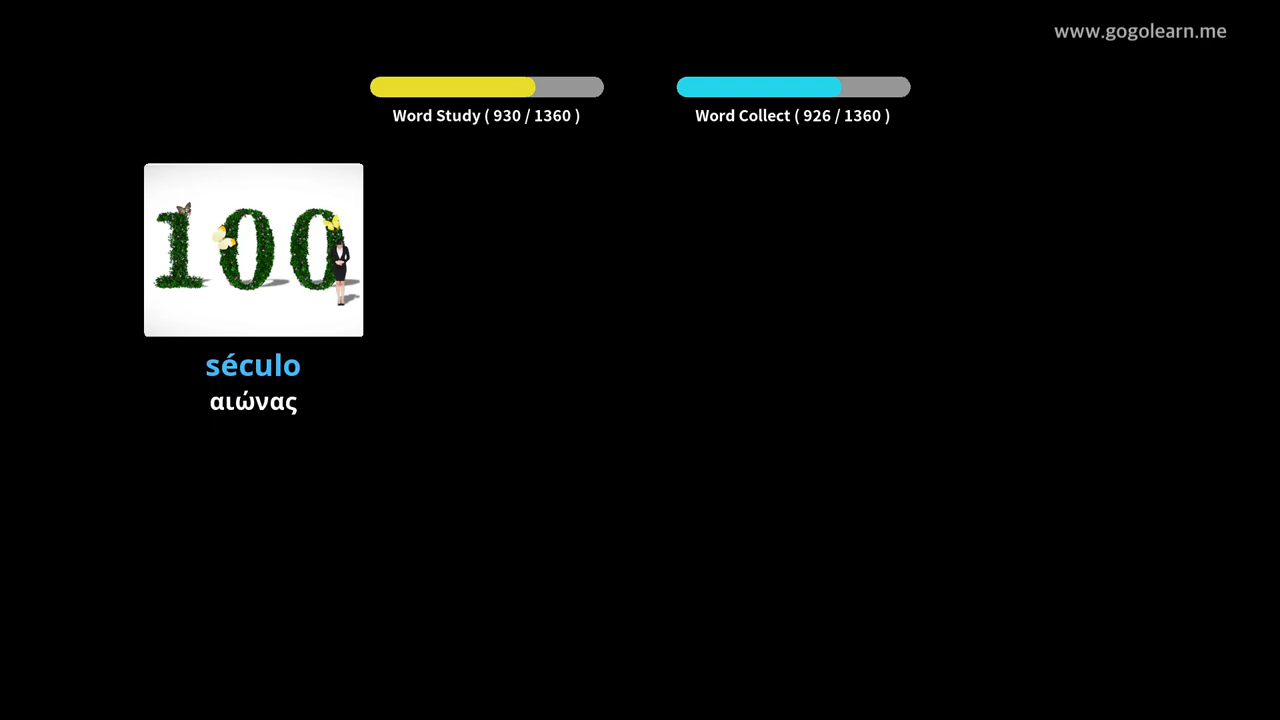 www.gogolearn.me
Word Study ( 930 / 1360 )
Word Collect ( 926 / 1360 )
100
século
αιώνας